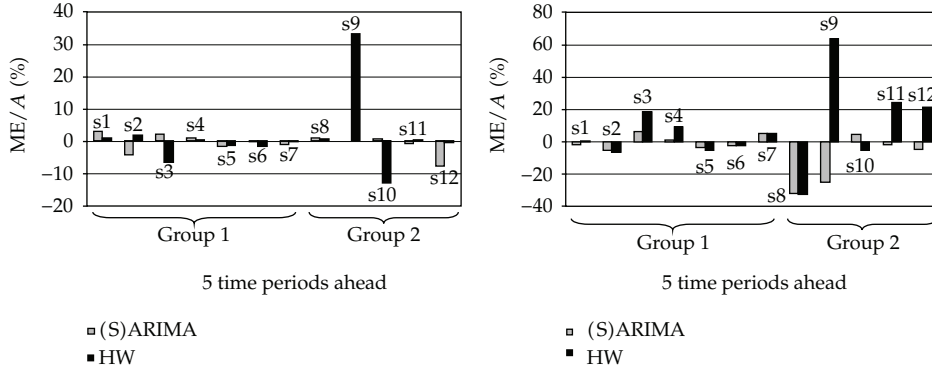 ME/A (%)
40
30
20
10
0
−10
−20
s1
s2
s3
s4
s5
s6
s7
s8
s9
s10
s11
s12
Group 1
Group 2
5 time periods ahead
(S)ARIMA
HW
ME/A (%)
80
60
40
20
0
−20
−40
s1
s2
s3
s4
s5
s6
s7
s8
s9
s10
s11
s12
Group 1
Group 2
5 time periods ahead
(S)ARIMA
HW